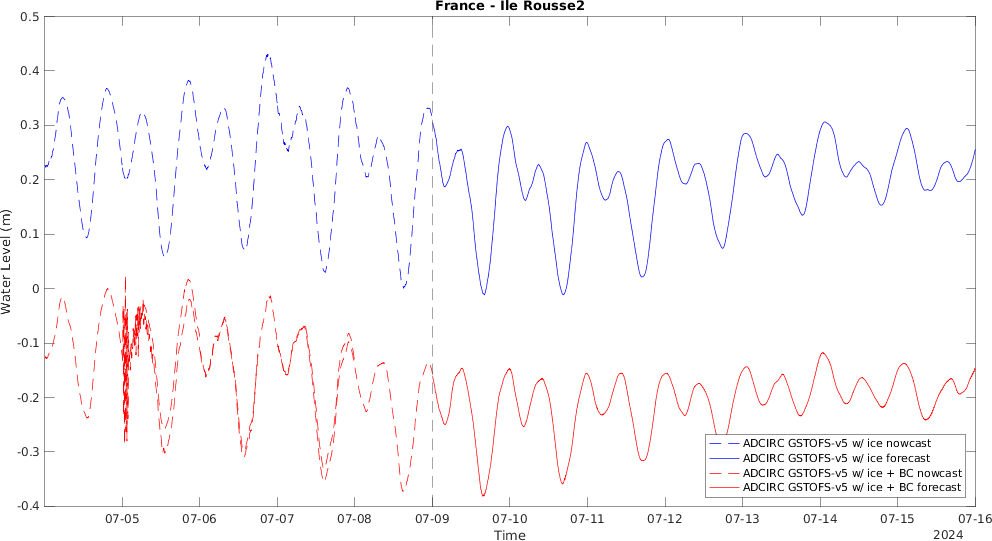 France - Ile Rousse2
0.5
0.4
0.3
0.2
0.1
0
-0.1
-0.2
-0.3
-0.4
Water Level (m)
ADCIRC GSTOFS-v5 w/ ice nowcast
ADCIRC GSTOFS-v5 w/ ice forecast
ADCIRC GSTOFS-v5 w/ ice + BC nowcast
ADCIRC GSTOFS-v5 w/ ice + BC forecast
07-05 07-06 07-07 07-08 07-09 07-10 07-11 07-12 07-13 07-14 07-15 07-16
Time
2024